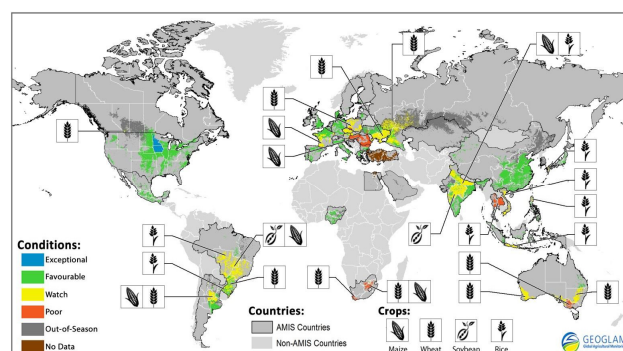 Conditions:
Exceptional
Favourable
Watch
Poor
Out-of-Season
No Data
Countries:
AMIS Countries
Non-AMIS Countries
Crops:
Maize
Wheat
Soybean
Rice
GEOGLAM